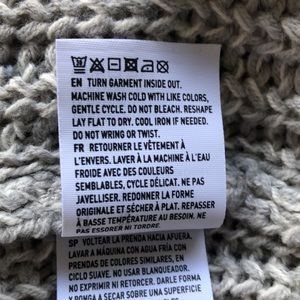 EN TURN GARMENT INSIDE OUT.
MACHINE WASH COLD WITH LIKE COLORS,
GENTLE CYCLE. DO NOT BLEACH. RESHAPE
LAY FLAT TO DRY. COOL IRON IF NEEDED.
DO NOT WRING OR TWIST.
FR RETOURNER LE VÊTEMENT À
L'ENVERS. LAVER À LA MACHINE À L'EAU
FROIDE AVEC DES COULEURS
SEMBLABLES, CYCLE DÉLICAT. NE PAS
JAVELLISER. REDONNER LA FORME
ORIGINALE ET SÉCHER À PLAT. REPASSER
À BASSE TEMPÉRATURE AU BESOIN. NE
PAS ESSORER NI TORDRE.
SP VOLTEAR LA PRENDA HACIA AFUERA.
LAVAR A MÁQUINA CON AGUA FRÍA CON
PRENDAS DE COLORES SIMILARES, EN
CICLO SUAVE. NO USAR BLANQUEADOR.
NO EXPRIMIR NI RETORCER. DARLE FORMA
Y PONGA A SECAR SOBRE UNA SUPERFICIE